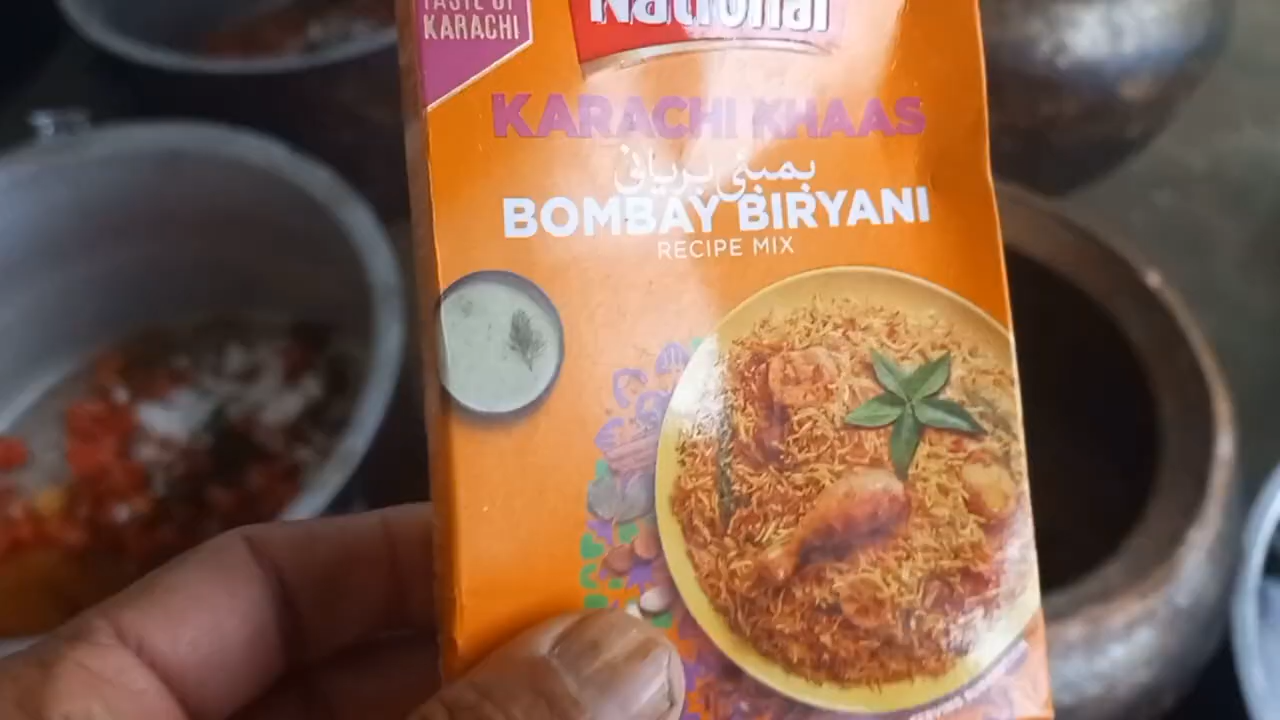 TASTE OF
KARACHI
National
KARACHI KHAAS
بمبئی بریانی
BOMBAY BIRYANI
RECIPE MIX